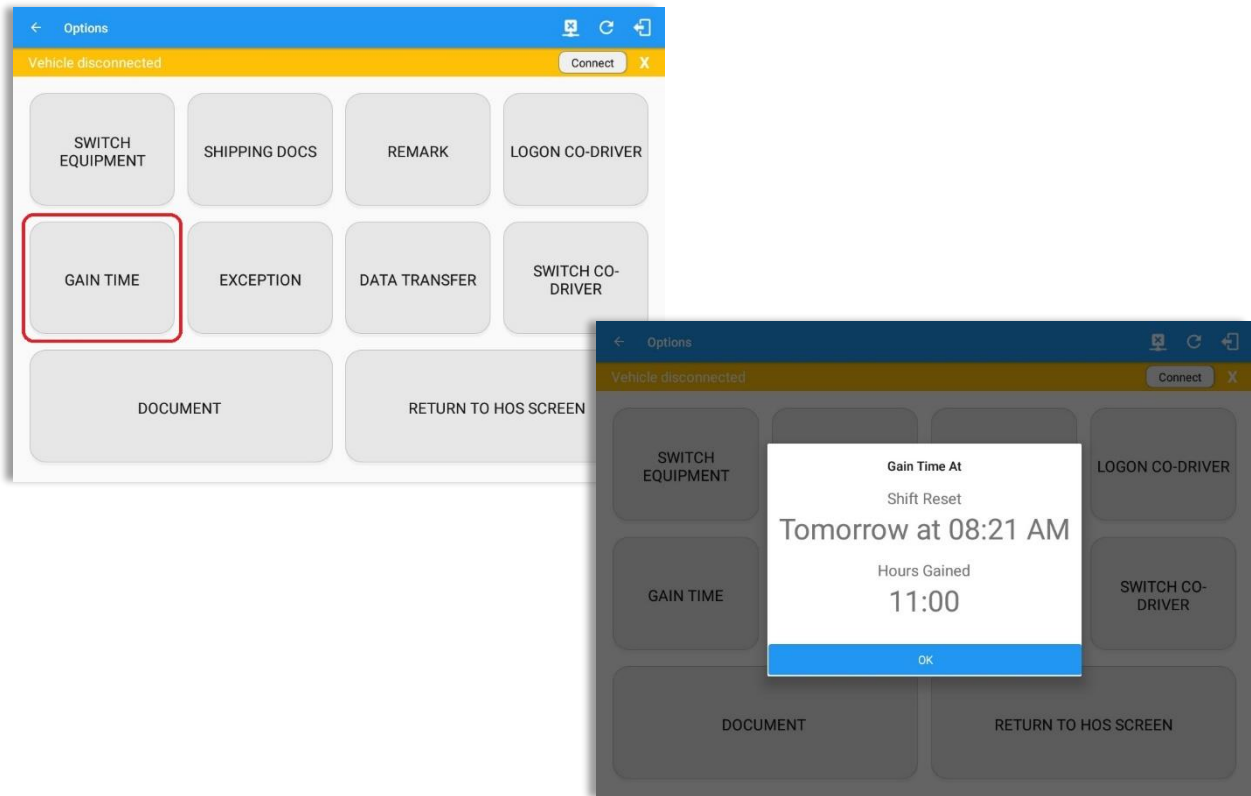 Options
Vehicle disconnected
Connect
X
SWITCH
EQUIPMENT
SHIPPING DOCS
REMARK
LOGON CO-DRIVER
GAIN TIME
EXCEPTION
DATA TRANSFER
SWITCH CO-
DRIVER
DOCUMENT
RETURN TO HOS SCREEN
Options
Vehicle disconnected
Connect
X
SWITCH
EQUIPMENT
LOGON CO-DRIVER
GAIN TIME
SWITCH CO-
DRIVER
DOCUMENT
RETURN TO HOS SCREEN
Gain Time At
Shift Reset
Tomorrow at 08:21 AM
Hours Gained
11:00
OK